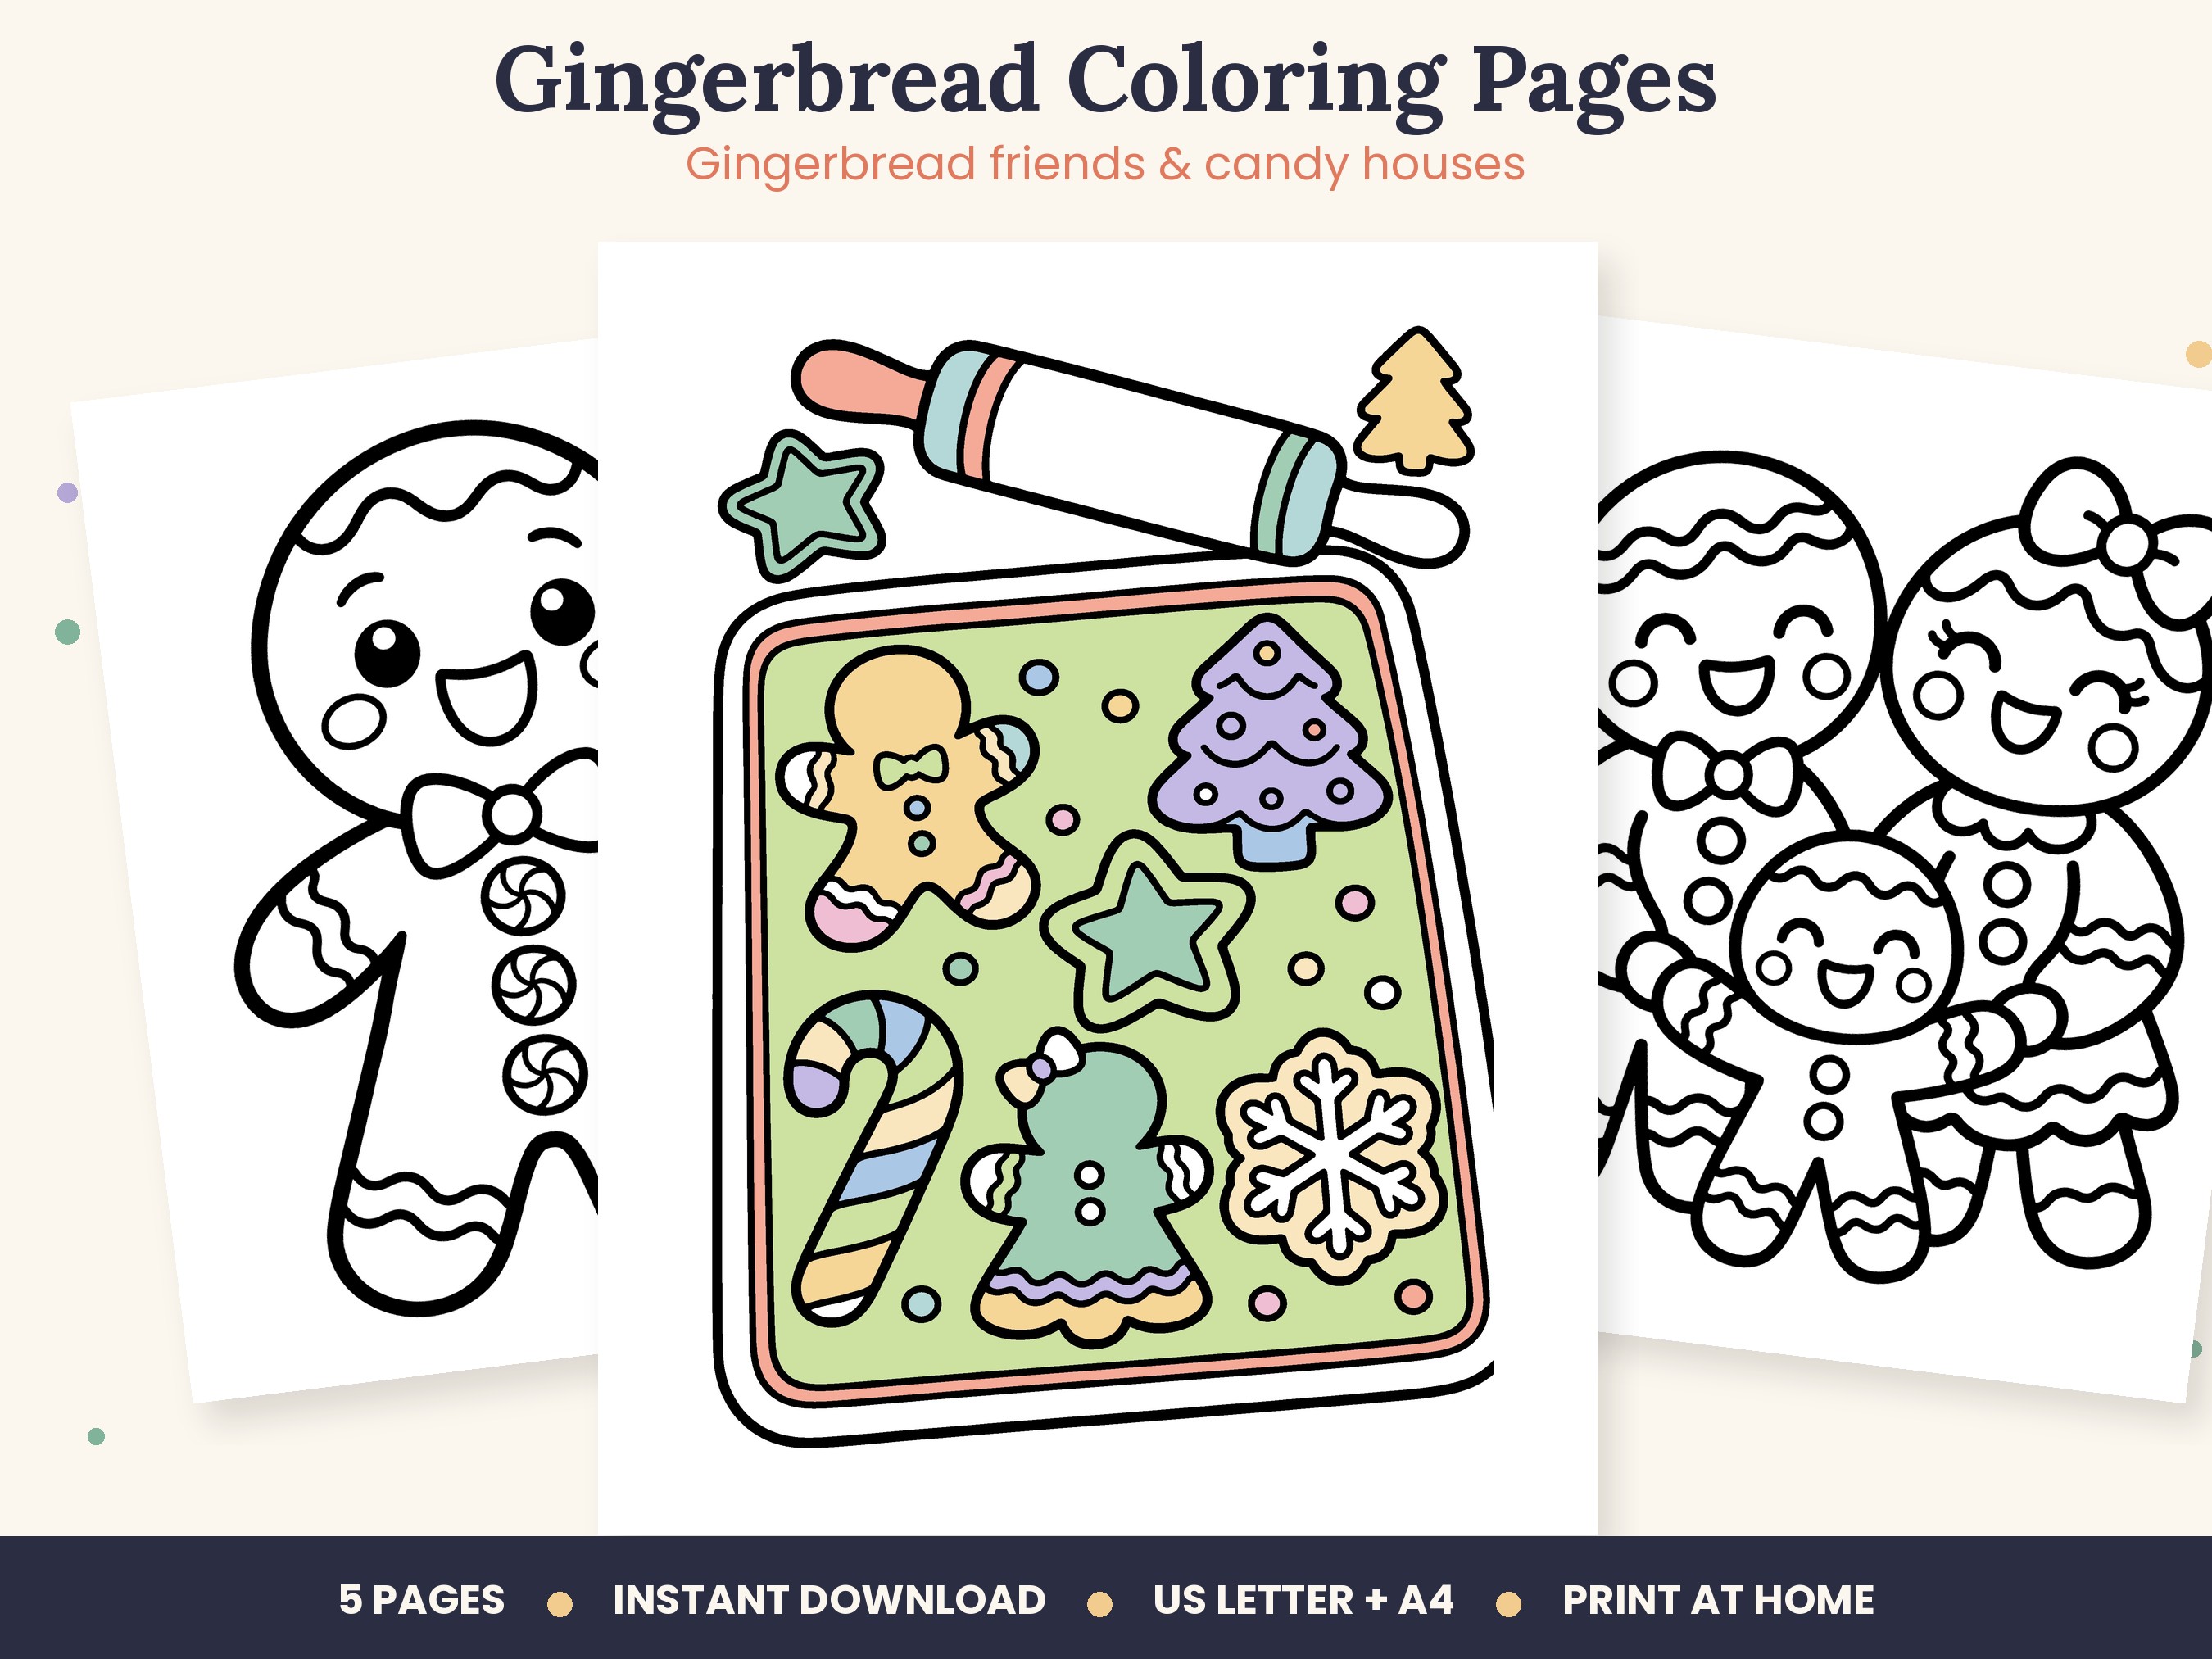 Gingerbread Coloring Pages
Gingerbread friends & candy houses
5 PAGES ● INSTANT DOWNLOAD ● US LETTER + A4 ● PRINT AT HOME